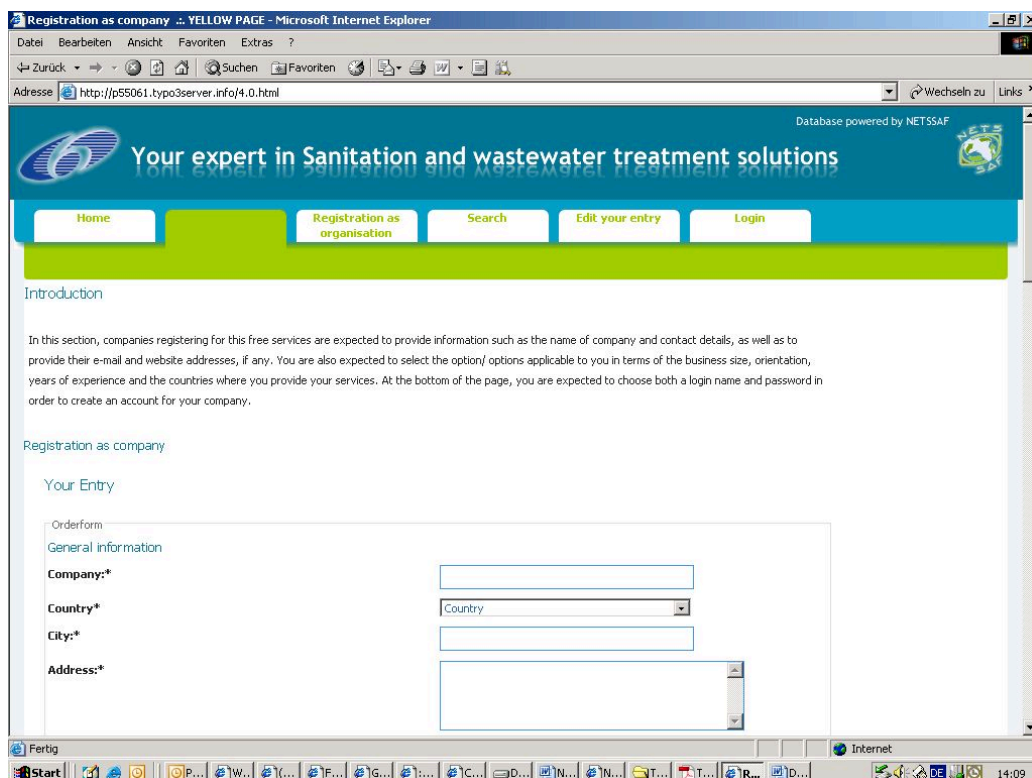 Registration as company .:. YELLOW PAGE - Microsoft Internet Explorer
Datei Bearbeiten Ansicht Favoriten Extras ?
Zurück Suchen Favoriten
Adresse http://p55061.typo3server.info/4.0.html Wechseln zu Links
Database powered by NETSSAF
NETS
SAF
Your expert in Sanitation and wastewater treatment solutions
Home Registration as organisation Search Edit your entry Login
Introduction
In this section, companies registering for this free services are expected to provide information such as the name of company and contact details, as well as to
provide their e-mail and website addresses, if any. You are also expected to select the option/ options applicable to you in terms of the business size, orientation,
years of experience and the countries where you provide your services. At the bottom of the page, you are expected to choose both a login name and password in
order to create an account for your company.
Registration as company
Your Entry
Orderform
General information
Company:*
Country* Country
City:*
Address:*
Fertig Internet
Start P... W... (... F... G... :... C... D... N... N... T... T... R... D... DE 14:09